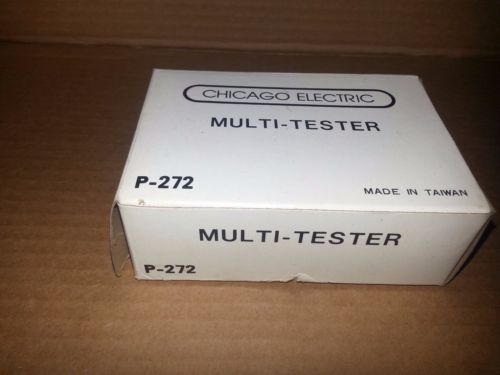 CHICAGO ELECTRIC
MULTI-TESTER
P-272
MADE IN TAIWAN
MULTI-TESTER
P-272